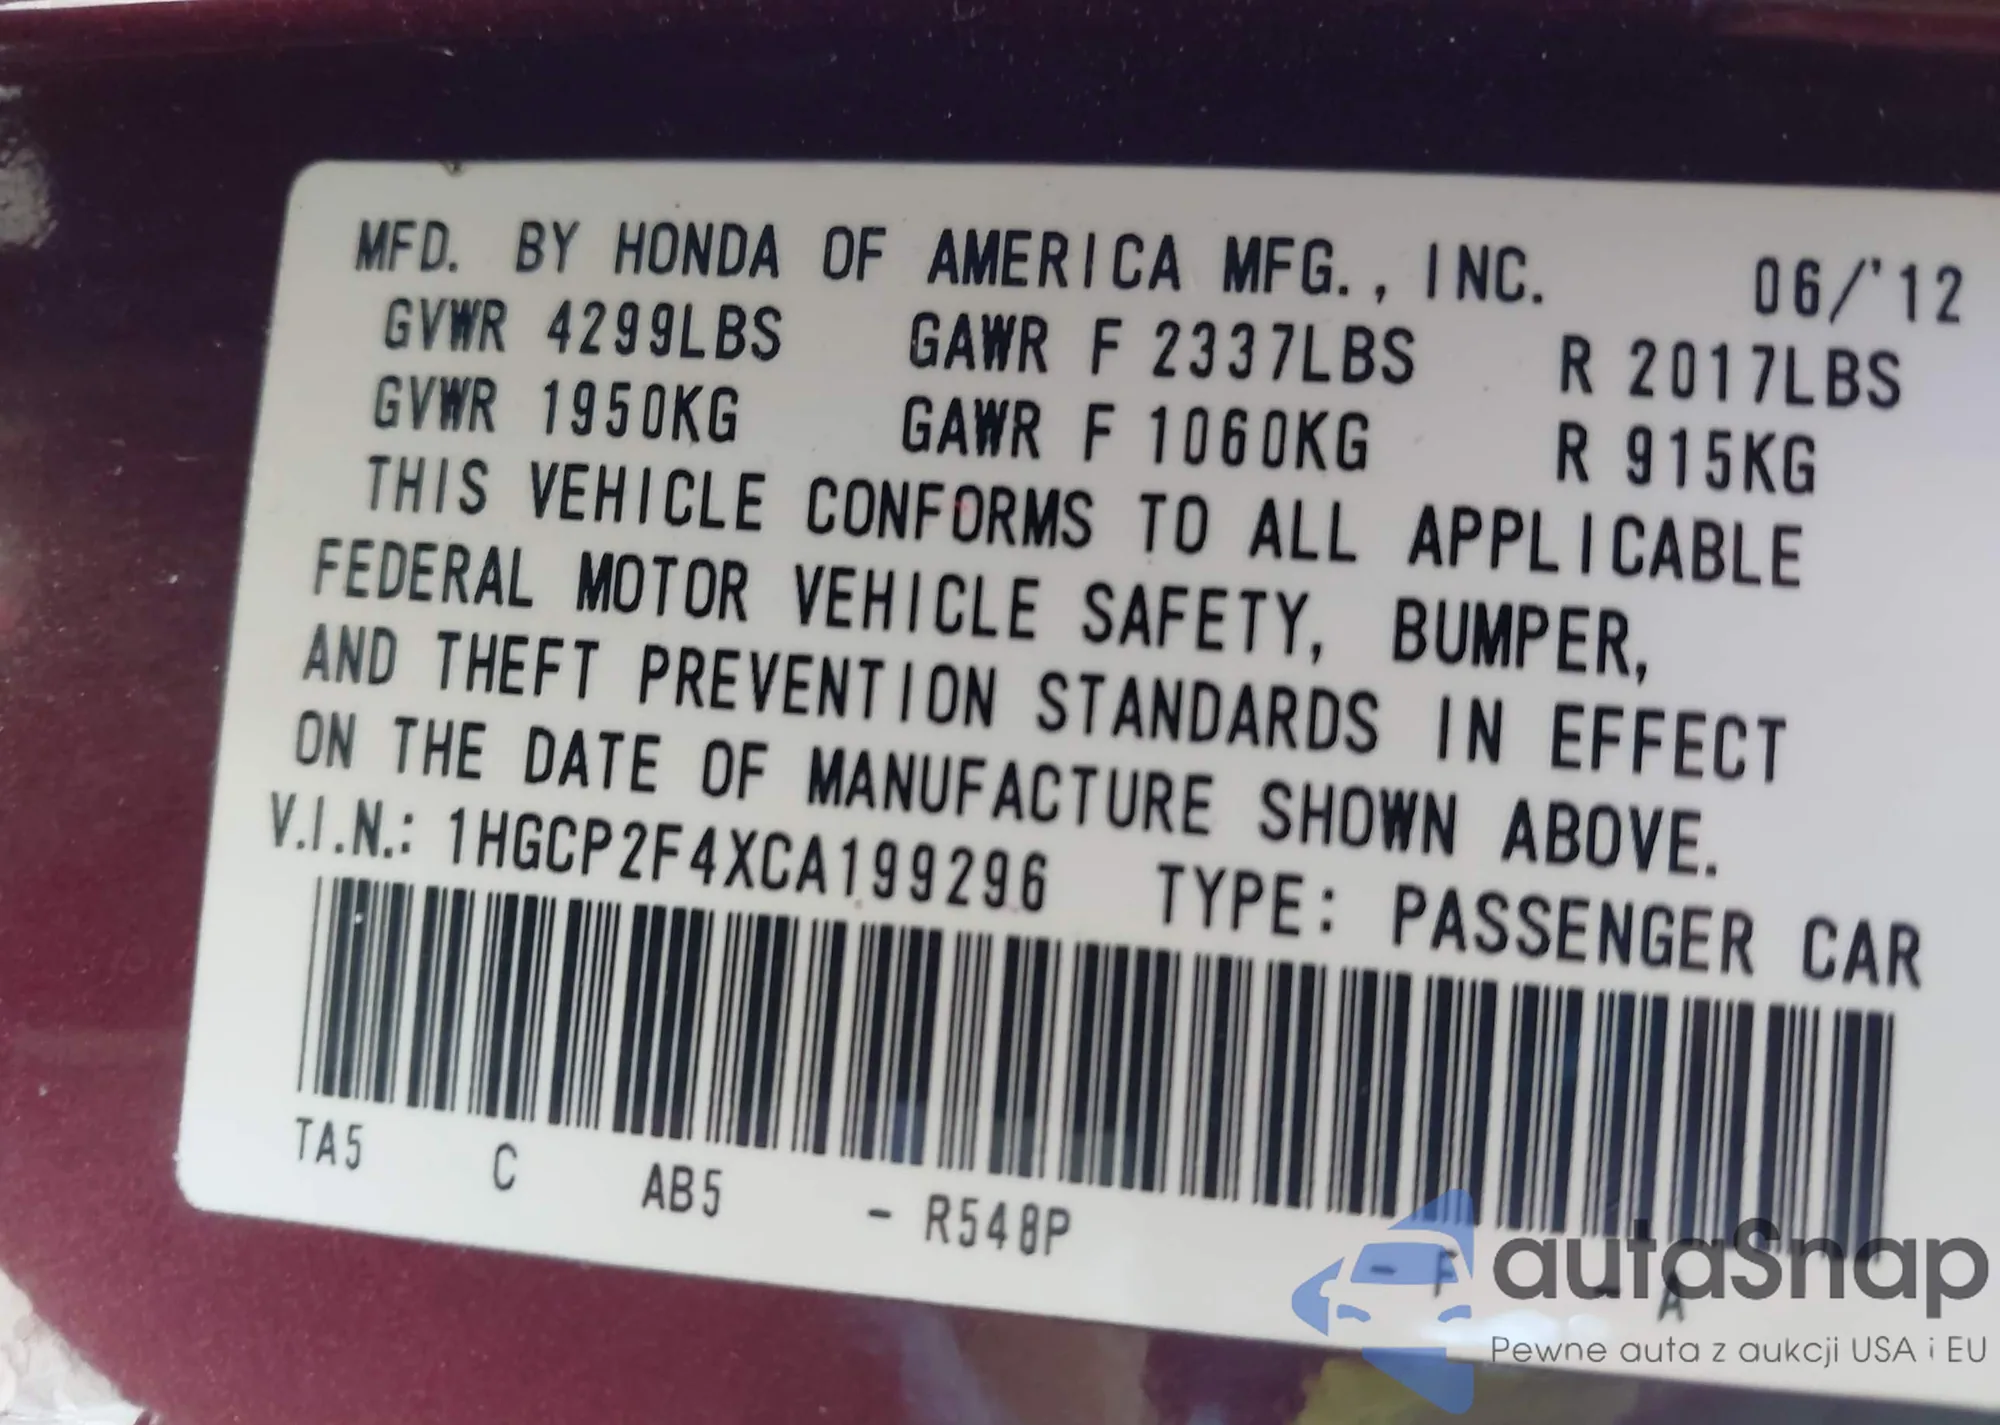 MFD. BY HONDA OF AMERICA MFG., INC. 06/'12
GVWR 4299LBS GAWR F 2337LBS R 2017LBS
GVWR 1950KG GAWR F 1060KG R 915KG
THIS VEHICLE CONFORMS TO ALL APPLICABLE
FEDERAL MOTOR VEHICLE SAFETY, BUMPER,
AND THEFT PREVENTION STANDARDS IN EFFECT
ON THE DATE OF MANUFACTURE SHOWN ABOVE.
V.I.N.: 1HGCP2F4XCA199296 TYPE: PASSENGER CAR
TA5 C AB5 - R548P - F - A
autaSnap
Pewne auta z aukcji USA i EU